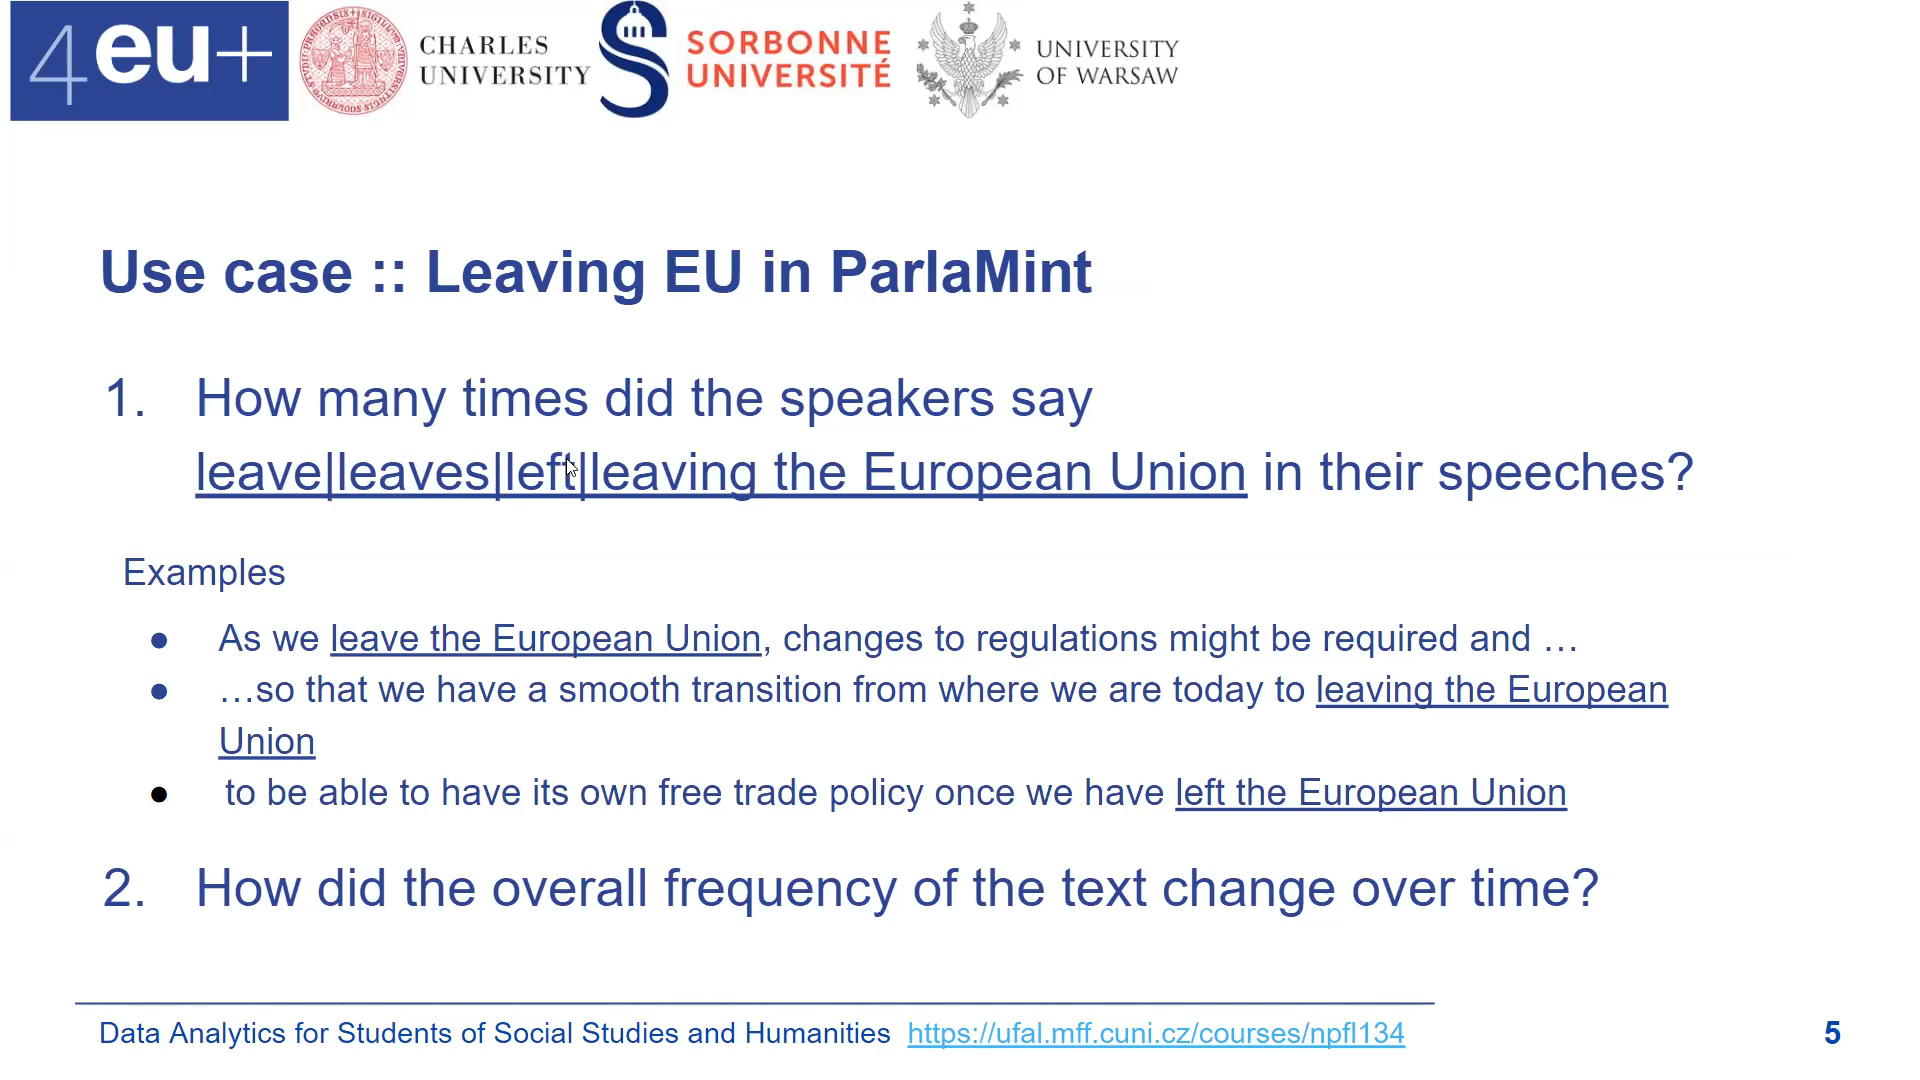 4eu+
CHARLES
UNIVERSITY
SORBONNE
UNIVERSITÉ
UNIVERSITY
OF WARSAW
Use case :: Leaving EU in ParlaMint
1. How many times did the speakers say
leave|leaves|left|leaving the European Union in their speeches?
Examples
● As we leave the European Union, changes to regulations might be required and …
● …so that we have a smooth transition from where we are today to leaving the European
Union
● to be able to have its own free trade policy once we have left the European Union
2. How did the overall frequency of the text change over time?
Data Analytics for Students of Social Studies and Humanities https://ufal.mff.cuni.cz/courses/npfl134
5